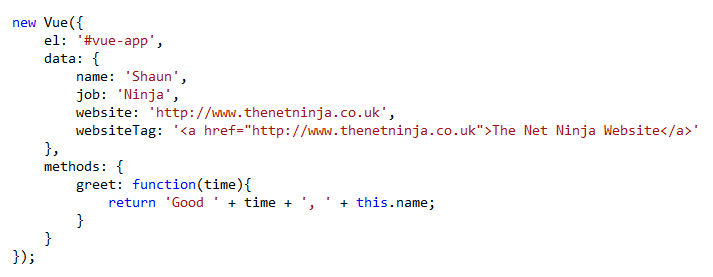 new Vue({
    el: '#vue-app',
    data: {
        name: 'Shaun',
        job: 'Ninja',
        website: 'http://www.thenetninja.co.uk',
        websiteTag: '<a href="http://www.thenetninja.co.uk">The Net Ninja Website</a>'
    },
    methods: {
        greet: function(time){
            return 'Good ' + time + ', ' + this.name;
        }
    }
});